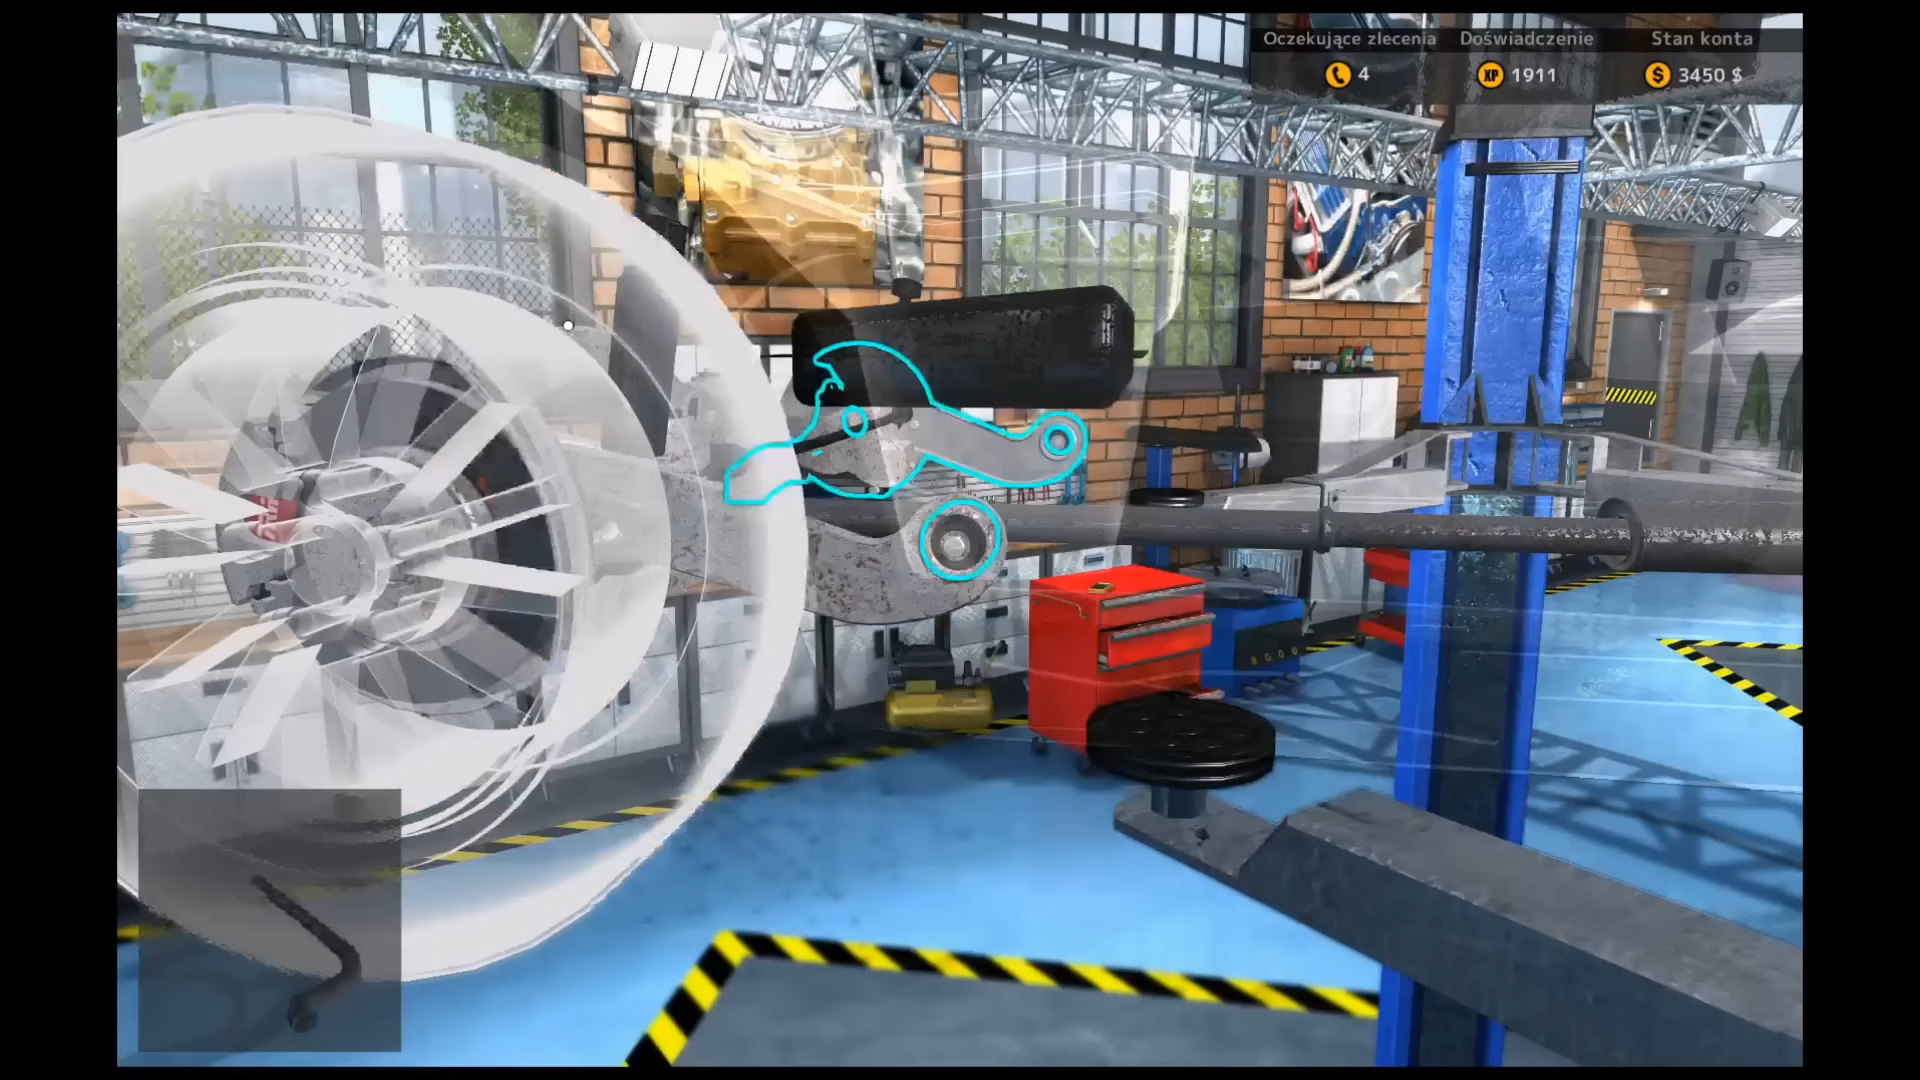 Oczekujące zlecenia
4
Doświadczenie
XP 1911
Stan konta
$ 3450 $